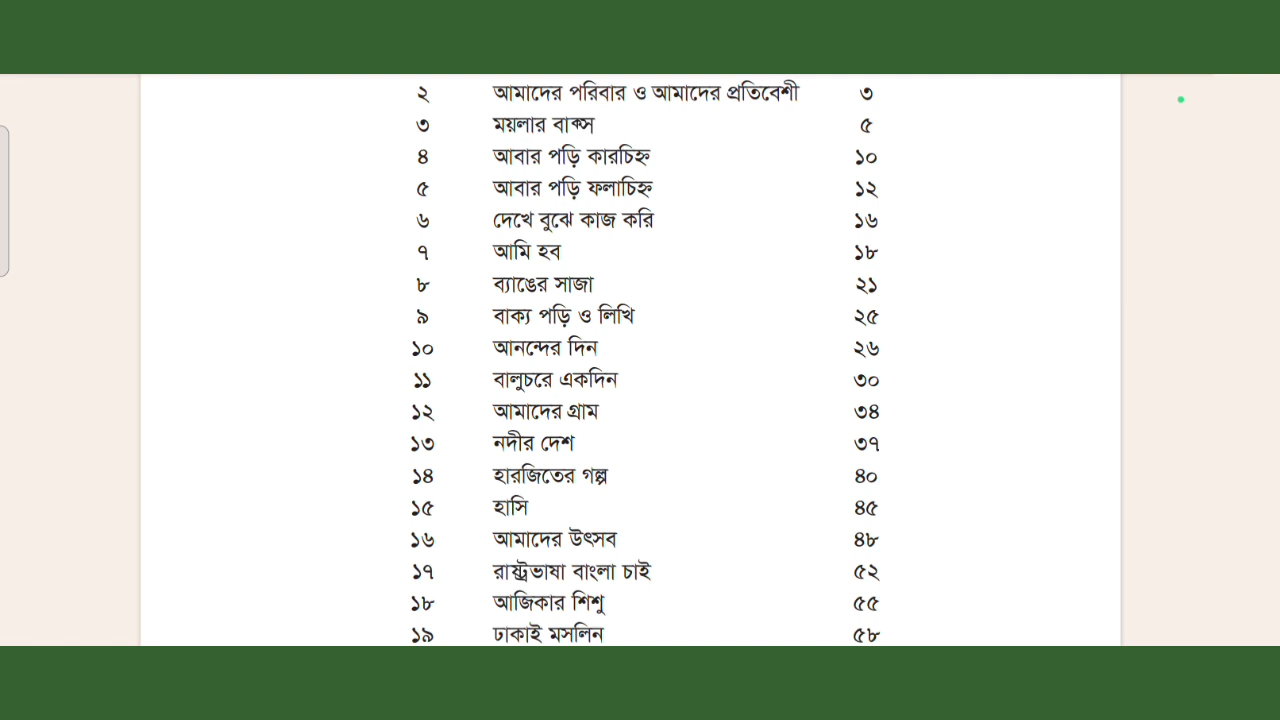 ২ আমাদের পরিবার ও আমাদের প্রতিবেশী ৩
৩ ময়লার বাক্স ৫
৪ আবার পড়ি কারচিহ্ন ১০
৫ আবার পড়ি ফলাচিহ্ন ১২
৬ দেখে বুঝে কাজ করি ১৬
৭ আমি হব ১৮
৮ ব্যাঙের সাজা ২১
৯ বাক্য পড়ি ও লিখি ২৫
১০ আনন্দের দিন ২৬
১১ বালুচরে একদিন ৩০
১২ আমাদের গ্রাম ৩৪
১৩ নদীর দেশ ৩৭
১৪ হারজিতের গল্প ৪০
১৫ হাসি ৪৫
১৬ আমাদের উৎসব ৪৮
১৭ রাষ্ট্রভাষা বাংলা চাই ৫২
১৮ আজিকার শিশু ৫৫
১৯ ঢাকাই মসলিন ৫৮